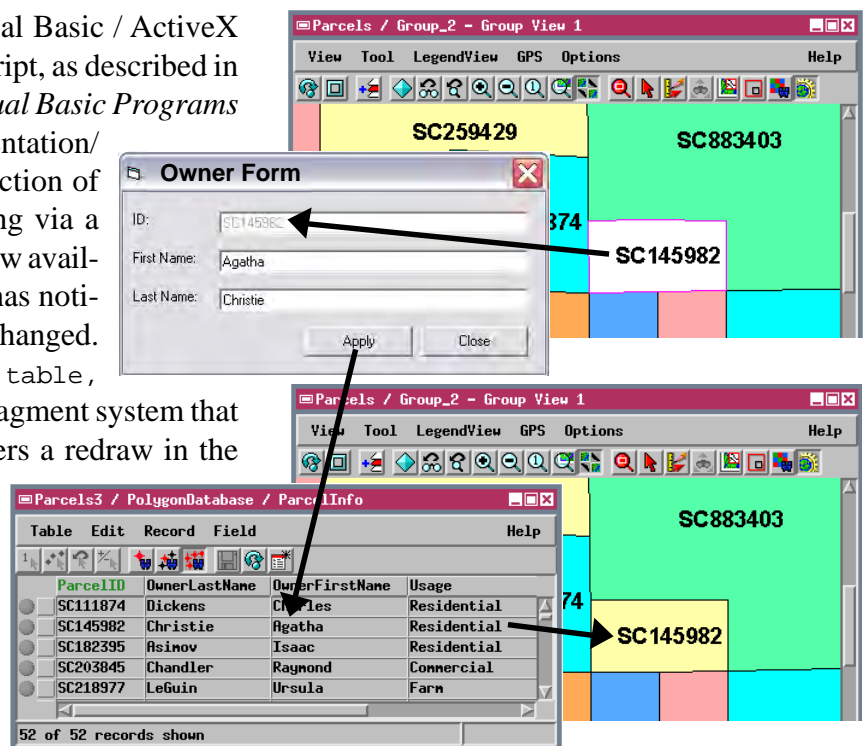 al Basic / ActiveX
ript, as described in
ual Basic Programs
entation/
ction of
ng via a
w avail-
has noti-
hanged.
table,
agment system that
ers a redraw in the
Parcels / Group_2 - Group View 1
View Tool LegendView GPS Options Help
SC259429
SC883403
874
SC145982
Owner Form
ID: SC145982
First Name: Agatha
Last Name: Christie
Apply Close
Parcels / Group_2 - Group View 1
View Tool LegendView GPS Options Help
SC883403
74
SC145982
Parcels3 / PolygonDatabase / ParcelInfo
Table Edit Record Field Help
ParcelID OwnerLastName OwnerFirstName Usage
SC111874 Dickens Charles Residential
SC145982 Christie Agatha Residential
SC182395 Asimov Isaac Residential
SC203845 Chandler Raymond Commercial
SC218977 LeGuin Ursula Farm
52 of 52 records shown